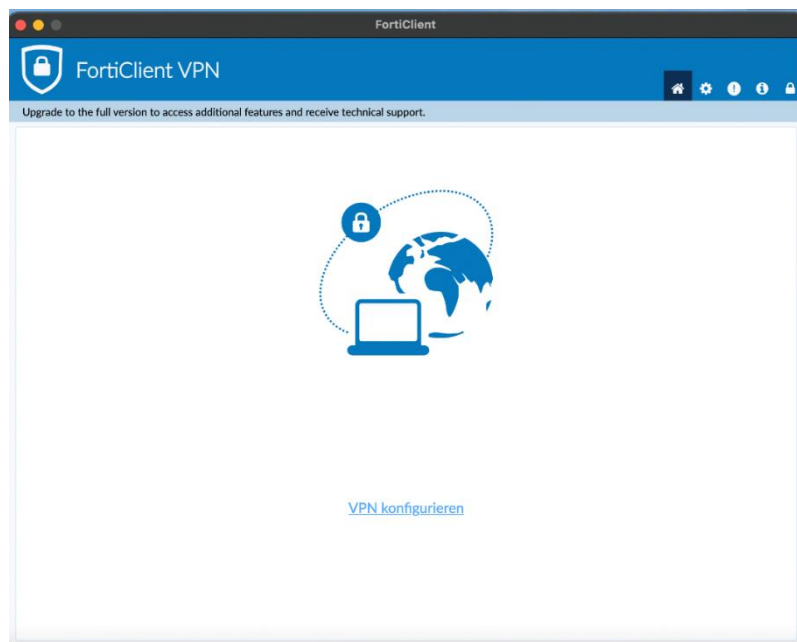 FortiClient
FortiClient VPN
Upgrade to the full version to access additional features and receive technical support.
VPN konfigurieren